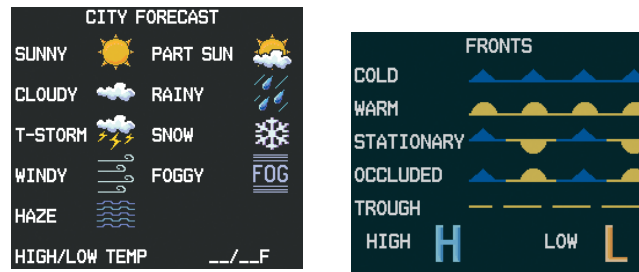 CITY FORECAST
SUNNY PART SUN
CLOUDY RAINY
T-STORM SNOW
WINDY FOGGY FOG
HAZE
HIGH/LOW TEMP __/__F
FRONTS
COLD
WARM
STATIONARY
OCCLUDED
TROUGH
HIGH H LOW L